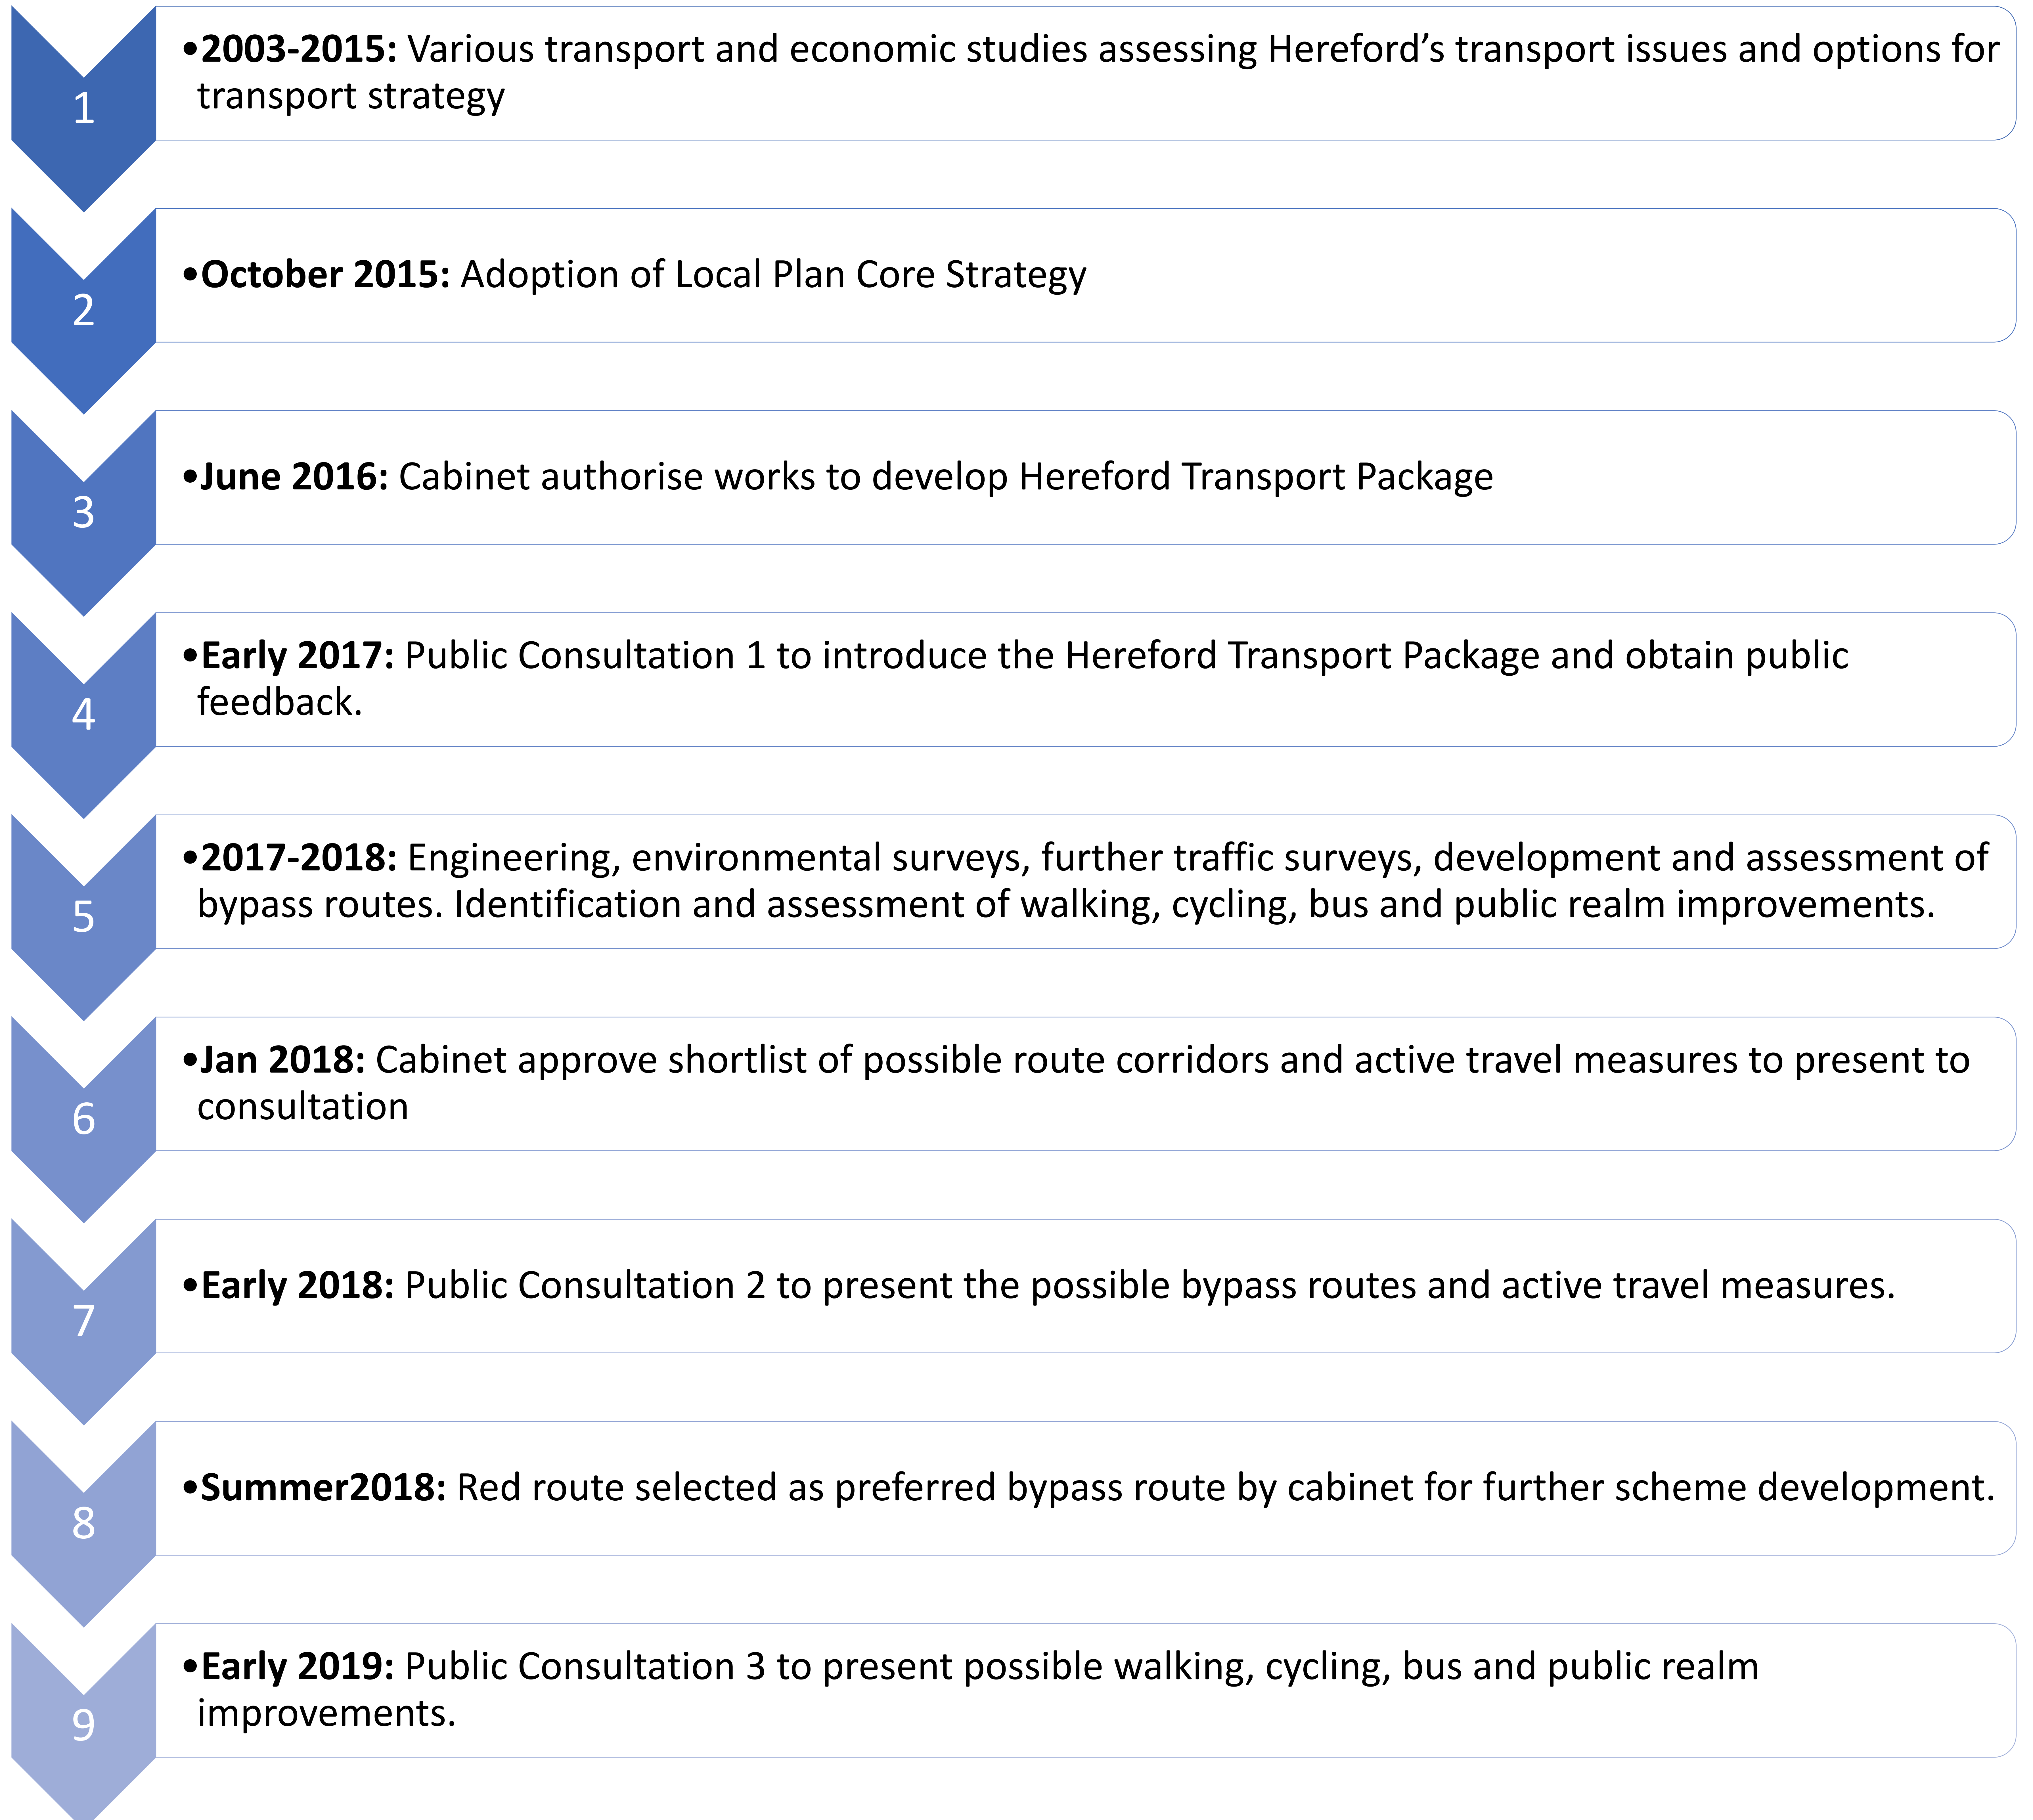 1
•2003-2015: Various transport and economic studies assessing Hereford’s transport issues and options for
transport strategy
2
•October 2015: Adoption of Local Plan Core Strategy
3
•June 2016: Cabinet authorise works to develop Hereford Transport Package
4
•Early 2017: Public Consultation 1 to introduce the Hereford Transport Package and obtain public
feedback.
5
•2017-2018: Engineering, environmental surveys, further traffic surveys, development and assessment of
bypass routes. Identification and assessment of walking, cycling, bus and public realm improvements.
6
•Jan 2018: Cabinet approve shortlist of possible route corridors and active travel measures to present to
consultation
7
•Early 2018: Public Consultation 2 to present the possible bypass routes and active travel measures.
8
•Summer2018: Red route selected as preferred bypass route by cabinet for further scheme development.
9
•Early 2019: Public Consultation 3 to present possible walking, cycling, bus and public realm
improvements.